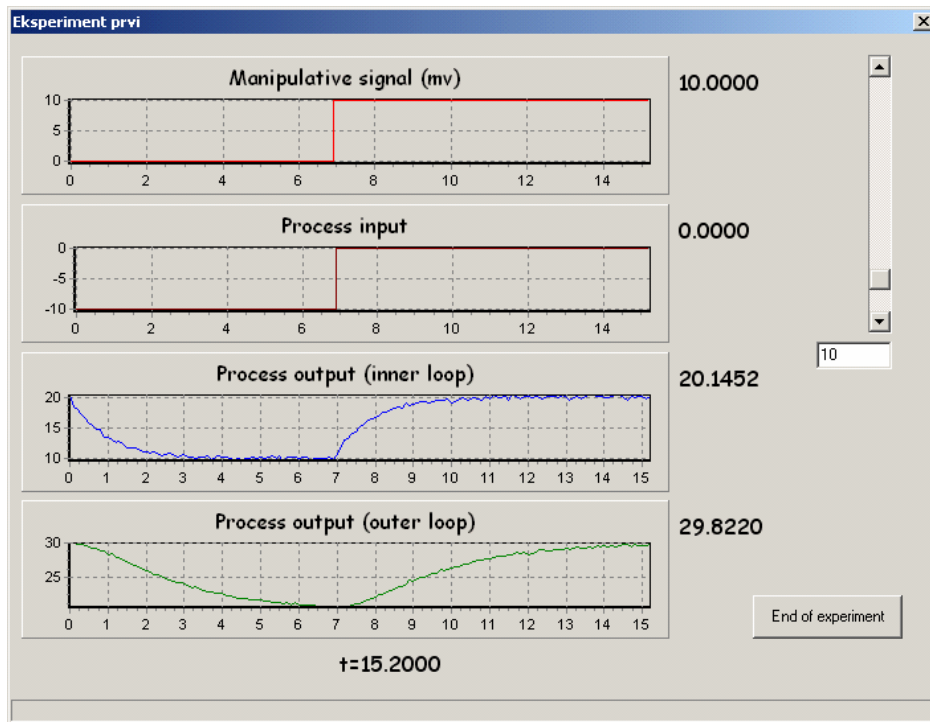 Eksperiment prvi
Manipulative signal (mv)
10.0000
10
5
0
0 2 4 6 8 10 12 14
Process input
0.0000
0
-5
-10
0 2 4 6 8 10 12 14
10
Process output (inner loop)
20.1452
20
15
10
0 1 2 3 4 5 6 7 8 9 10 11 12 13 14 15
Process output (outer loop)
29.8220
30
25
0 1 2 3 4 5 6 7 8 9 10 11 12 13 14 15
End of experiment
t=15.2000